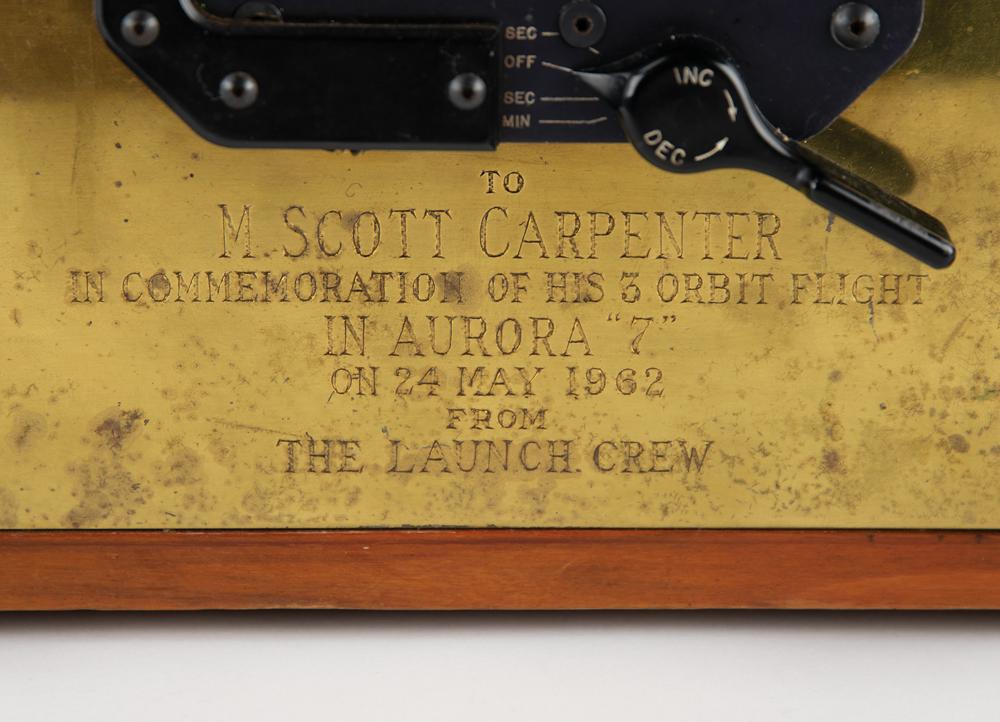 SEC
OFF
SEC
MIN
INC
DEC
TO
M. SCOTT CARPENTER
IN COMMEMORATION OF HIS 3 ORBIT FLIGHT
IN AURORA "7"
ON 24 MAY 1962
FROM
THE LAUNCH CREW